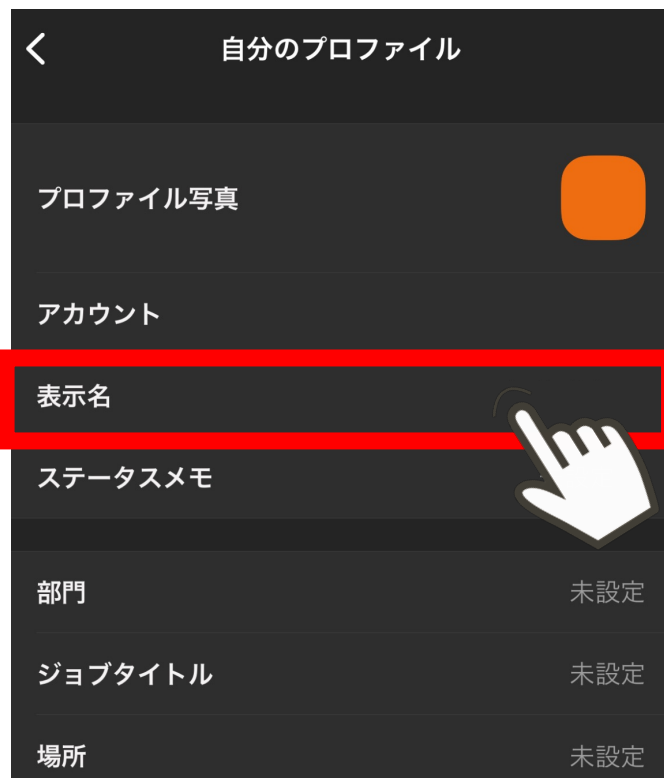 自分のプロファイル
プロファイル写真
アカウント
表示名
ステータスメモ
部門 未設定
ジョブタイトル 未設定
場所 未設定